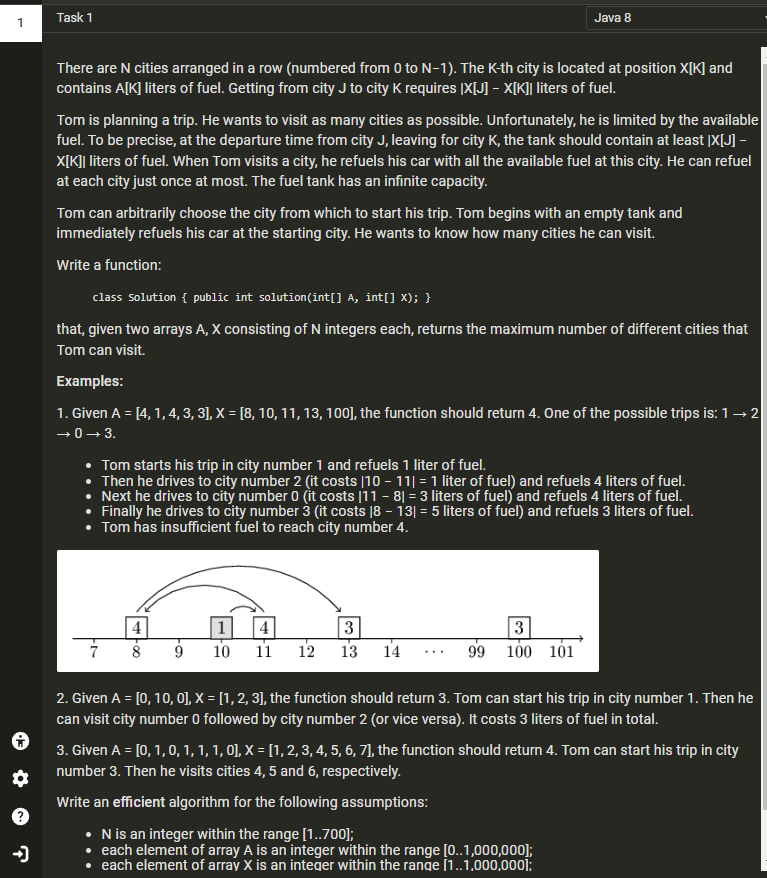 1
Task 1
Java 8
There are N cities arranged in a row (numbered from 0 to N−1). The K-th city is located at position X[K] and
contains A[K] liters of fuel. Getting from city J to city K requires |X[J] − X[K]| liters of fuel.
Tom is planning a trip. He wants to visit as many cities as possible. Unfortunately, he is limited by the available
fuel. To be precise, at the departure time from city J, leaving for city K, the tank should contain at least |X[J] −
X[K]| liters of fuel. When Tom visits a city, he refuels his car with all the available fuel at this city. He can refuel
at each city just once at most. The fuel tank has an infinite capacity.
Tom can arbitrarily choose the city from which to start his trip. Tom begins with an empty tank and
immediately refuels his car at the starting city. He wants to know how many cities he can visit.
Write a function:
class Solution { public int solution(int[] A, int[] X); }
that, given two arrays A, X consisting of N integers each, returns the maximum number of different cities that
Tom can visit.
Examples:
1. Given A = [4, 1, 4, 3, 3], X = [8, 10, 11, 13, 100], the function should return 4. One of the possible trips is: 1 → 2
→ 0 → 3.
• Tom starts his trip in city number 1 and refuels 1 liter of fuel.
• Then he drives to city number 2 (it costs |10 − 11| = 1 liter of fuel) and refuels 4 liters of fuel.
• Next he drives to city number 0 (it costs |11 − 8| = 3 liters of fuel) and refuels 4 liters of fuel.
• Finally he drives to city number 3 (it costs |8 − 13| = 5 liters of fuel) and refuels 3 liters of fuel.
• Tom has insufficient fuel to reach city number 4.
4 1 4 3 3
7 8 9 10 11 12 13 14 ··· 99 100 101
2. Given A = [0, 10, 0], X = [1, 2, 3], the function should return 3. Tom can start his trip in city number 1. Then he
can visit city number 0 followed by city number 2 (or vice versa). It costs 3 liters of fuel in total.
3. Given A = [0, 1, 0, 1, 1, 1, 0], X = [1, 2, 3, 4, 5, 6, 7], the function should return 4. Tom can start his trip in city
number 3. Then he visits cities 4, 5 and 6, respectively.
Write an efficient algorithm for the following assumptions:
• N is an integer within the range [1..700];
• each element of array A is an integer within the range [0..1,000,000];
• each element of array X is an integer within the range [1..1,000,000];